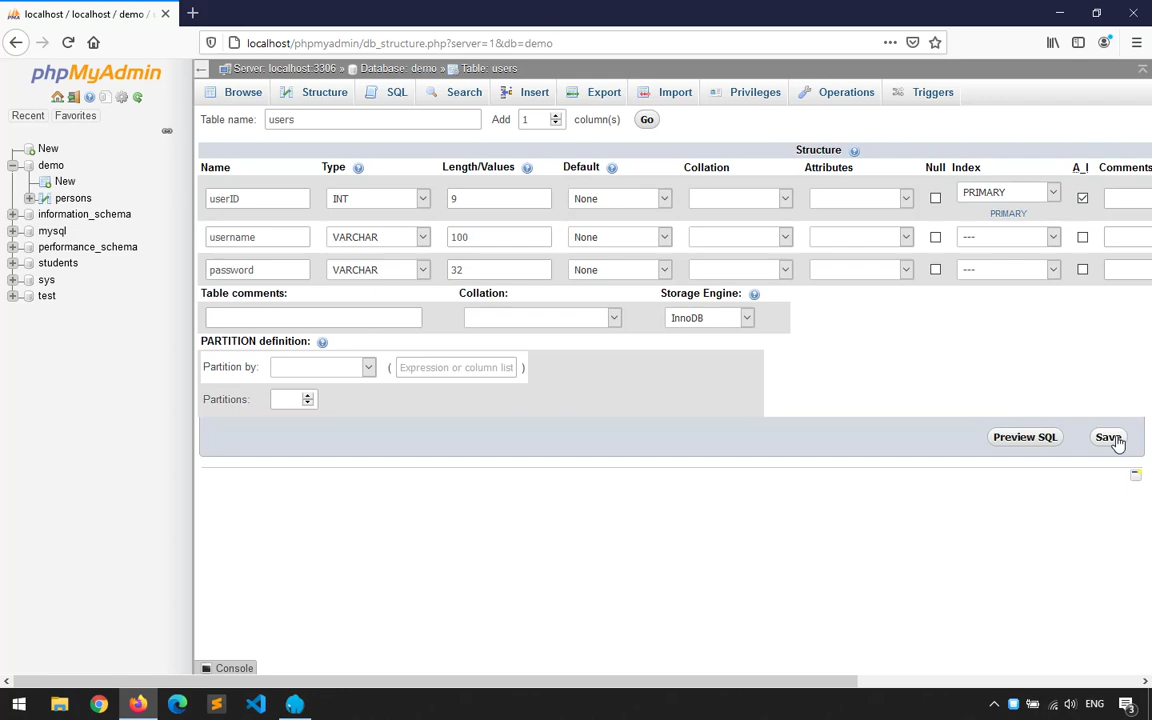 localhost / localhost / demo /
localhost/phpmyadmin/db_structure.php?server=1&db=demo
phpMyAdmin
Recent
Favorites
New
demo
New
persons
information_schema
mysql
performance_schema
students
sys
test
Server: localhost:3306 » Database: demo » Table: users
Browse Structure SQL Search Insert Export Import Privileges Operations Triggers
Table name: users Add 1 column(s) Go
Structure
Name Type Length/Values Default Collation Attributes Null Index A_I Comments
userID INT 9 None PRIMARY
PRIMARY
username VARCHAR 100 None ---
password VARCHAR 32 None ---
Table comments: Collation: Storage Engine:
InnoDB
PARTITION definition:
Partition by: ( Expression or column list )
Partitions:
Preview SQL Save
Console
ENG
3